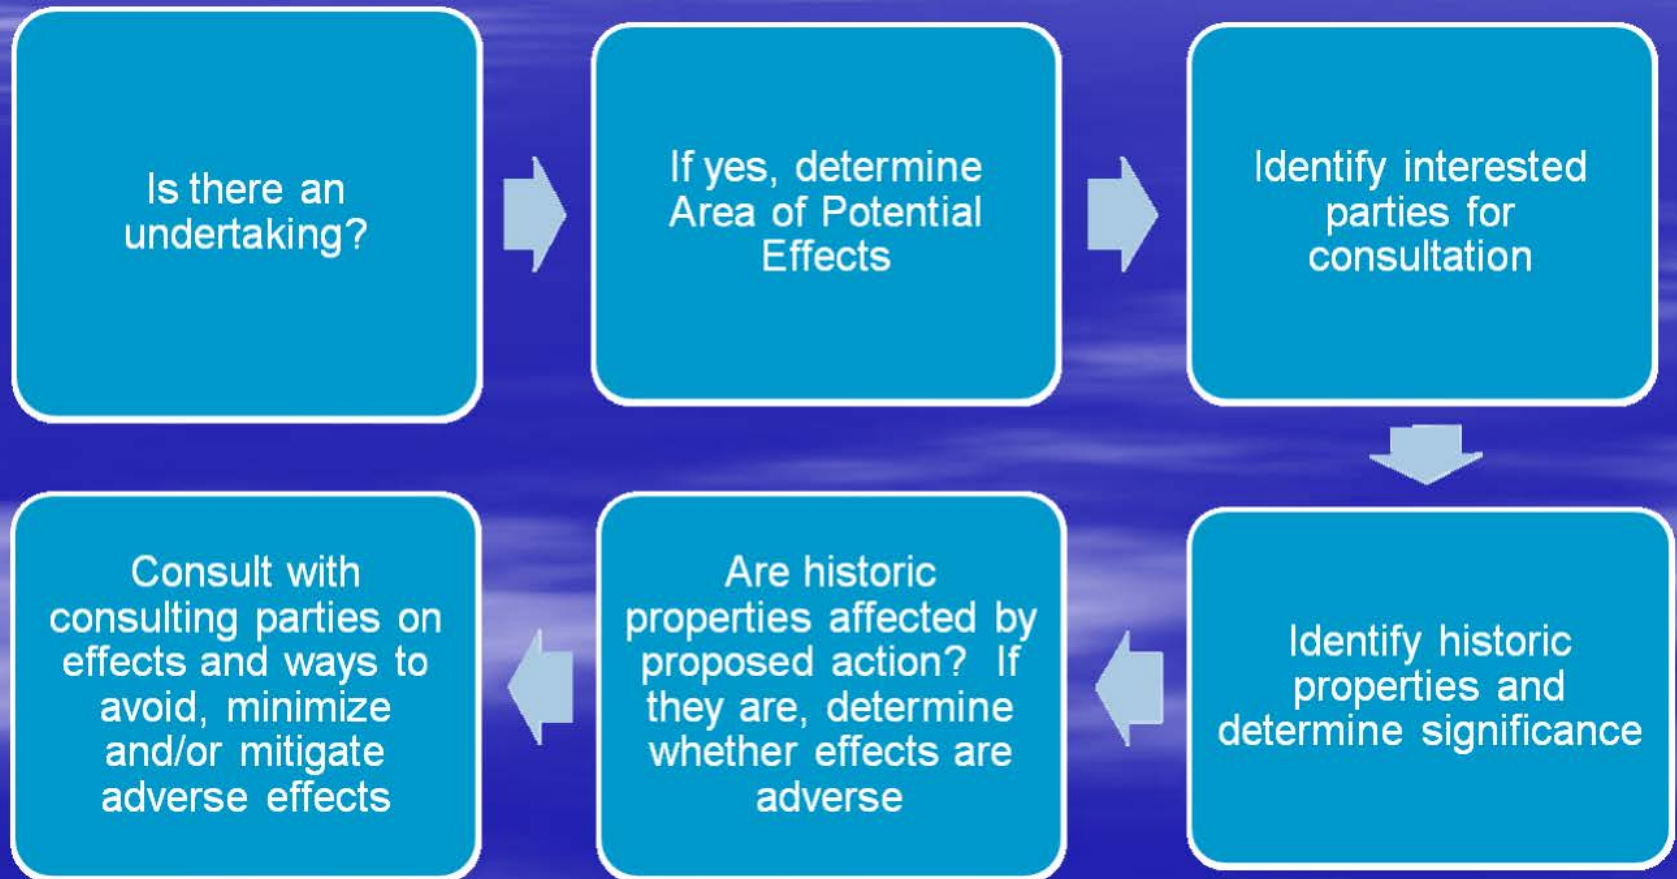 Is there an
undertaking?
If yes, determine
Area of Potential
Effects
Identify interested
parties for
consultation
Identify historic
properties and
determine significance
Are historic
properties affected by
proposed action? If
they are, determine
whether effects are
adverse
Consult with
consulting parties on
effects and ways to
avoid, minimize
and/or mitigate
adverse effects